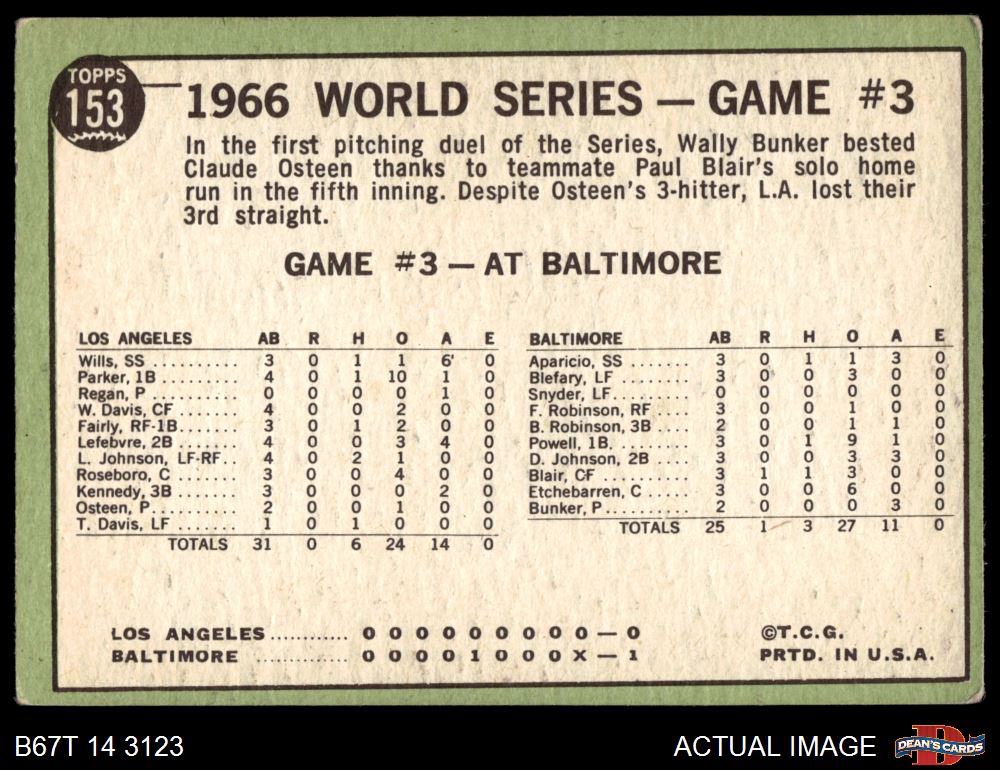 TOPPS
153
1966 WORLD SERIES — GAME #3
In the first pitching duel of the Series, Wally Bunker bested
Claude Osteen thanks to teammate Paul Blair's solo home
run in the fifth inning. Despite Osteen's 3-hitter, L.A. lost their
3rd straight.
GAME #3 — AT BALTIMORE
LOS ANGELES AB R H O A E
Wills, SS .......... 3 0 1 1 6' 0
Parker, 1B ......... 4 0 1 10 1 0
Regan, P .......... 0 0 0 0 1 0
W. Davis, CF ....... 4 0 0 2 0 0
Fairly, RF-1B ....... 3 0 1 2 0 0
Lefebvre, 2B ........ 4 0 0 3 4 0
L. Johnson, LF-RF .. 4 0 2 1 0 0
Roseboro, C ........ 3 0 0 4 0 0
Kennedy, 3B ........ 3 0 0 0 2 0
Osteen, P .......... 2 0 0 1 0 0
T. Davis, LF ........ 1 0 1 0 0 0
TOTALS 31 0 6 24 14 0
BALTIMORE AB R H O A E
Aparicio, SS ....... 3 0 1 1 3 0
Blefary, LF ........ 3 0 0 3 0 0
Snyder, LF ......... 0 0 0 0 0 0
F. Robinson, RF .... 3 0 0 1 0 0
B. Robinson, 3B .... 2 0 0 1 1 0
Powell, 1B ......... 3 0 1 9 1 0
D. Johnson, 2B .... 3 0 0 3 3 0
Blair, CF .......... 3 1 1 3 0 0
Etchebarren, C ..... 3 0 0 6 0 0
Bunker, P .......... 2 0 0 0 3 0
TOTALS 25 1 3 27 11 0
LOS ANGELES ............ 0 0 0 0 0 0 0 0 0 — 0
BALTIMORE .............. 0 0 0 0 1 0 0 0 X — 1
©T.C.G.
PRTD. IN U.S.A.
B67T 14 3123
ACTUAL IMAGE
D
DEAN'S CARDS